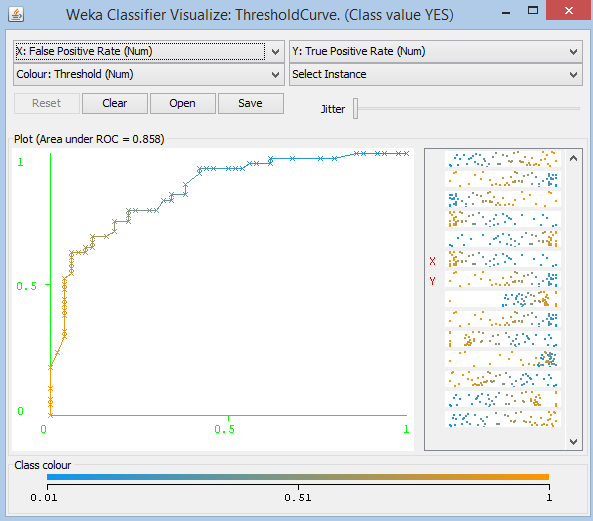 Weka Classifier Visualize: ThresholdCurve. (Class value YES)
X: False Positive Rate (Num)
Y: True Positive Rate (Num)
Colour: Threshold (Num)
Select Instance
Reset
Clear
Open
Save
Jitter
Plot (Area under ROC = 0.858)
1
0.5
0
0
0.5
1
X
Y
Class colour
0.01
0.51
1